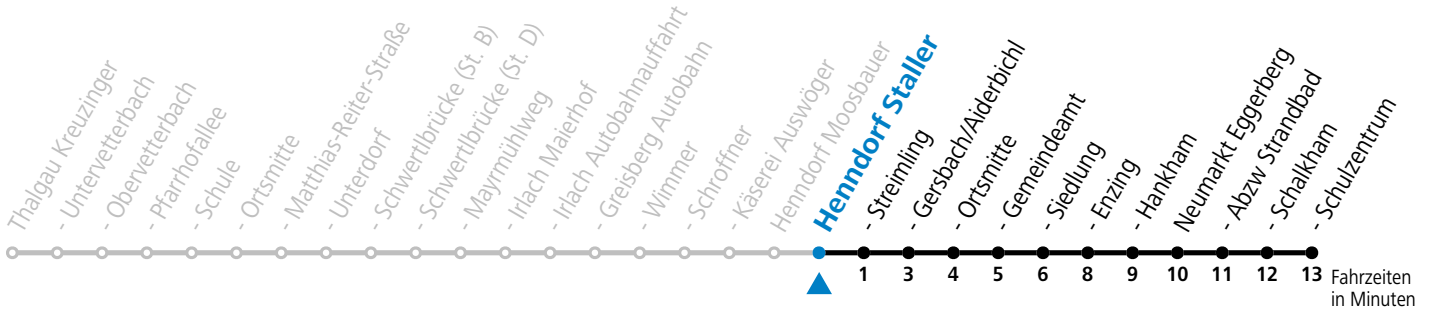 Thalgau Kreuzinger
- Untervetterbach
- Obervetterbach
- Pfarrhofallee
- Schule
- Ortsmitte
- Matthias-Reiter-Straße
- Unterdorf
- Schwertlbrücke (St. B)
- Schwertlbrücke (St. D)
- Mayrmühlweg
- Irlach Maierhof
- Irlach Autobahnauffahrt
- Greisberg Autobahn
- Wimmer
- Schroffner
- Käserei Auswöger
Henndorf Moosbauer
Henndorf Staller
- Streimling
- Gersbach/Aiderbichl
- Ortsmitte
- Gemeindeamt
- Siedlung
- Enzing
- Hankham
Neumarkt Eggerberg
- Abzw Strandbad
- Schalkham
- Schulzentrum
1 3 4 5 6 8 9 10 11 12 13 Fahrzeiten
in Minuten